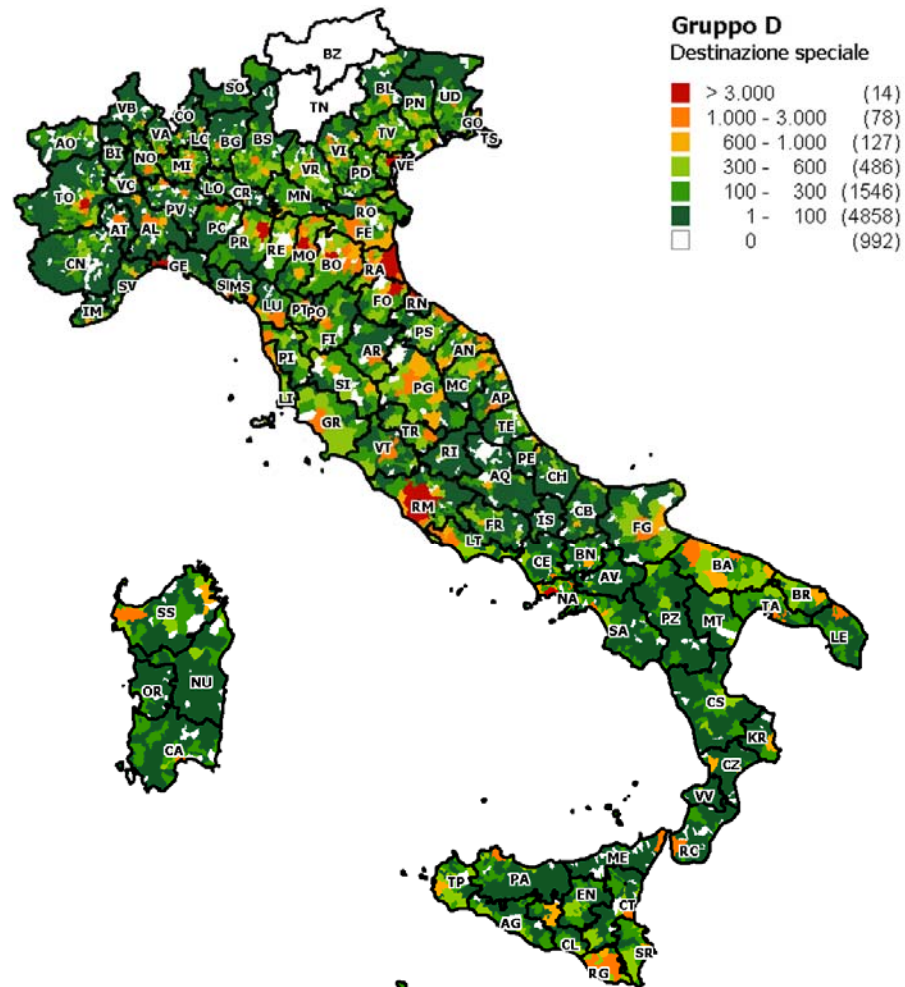 Gruppo D
Destinazione speciale
> 3.000 (14)
1.000 - 3.000 (78)
600 - 1.000 (127)
300 - 600 (486)
100 - 300 (1546)
1 - 100 (4858)
0 (992)
BZ
TN
SO
BL
UD
PN
GO
TS
VB
CO
VA
LC
BG
BS
TV
AO
BI
NO
MI
VI
VR
PD
VE
VC
LO
CR
MN
TO
PV
RO
AT
AL
PC
PR
RE
FE
MO
BO
CN
GE
RA
SV
MS
FO
RN
IM
LU
PT
PO
PS
FI
AR
AN
PI
SI
PG
MC
LI
AP
GR
TE
TR
VT
RI
PE
AQ
CH
RM
IS
CB
FR
FG
LT
CE
BN
BA
AV
NA
BR
TA
SS
SA
PZ
MT
LE
OR
NU
CS
KR
CA
CZ
VV
RC
ME
TP
PA
EN
CT
AG
CL
SR
RG